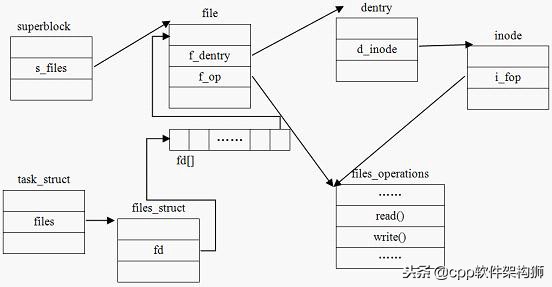 superblock
s_files
file
f_dentry
f_op
dentry
d_inode
inode
i_fop
......
fd[]
task_struct
files
files_struct
fd
files_operations
......
read()
write()
......
头条 @cpp软件架构狮